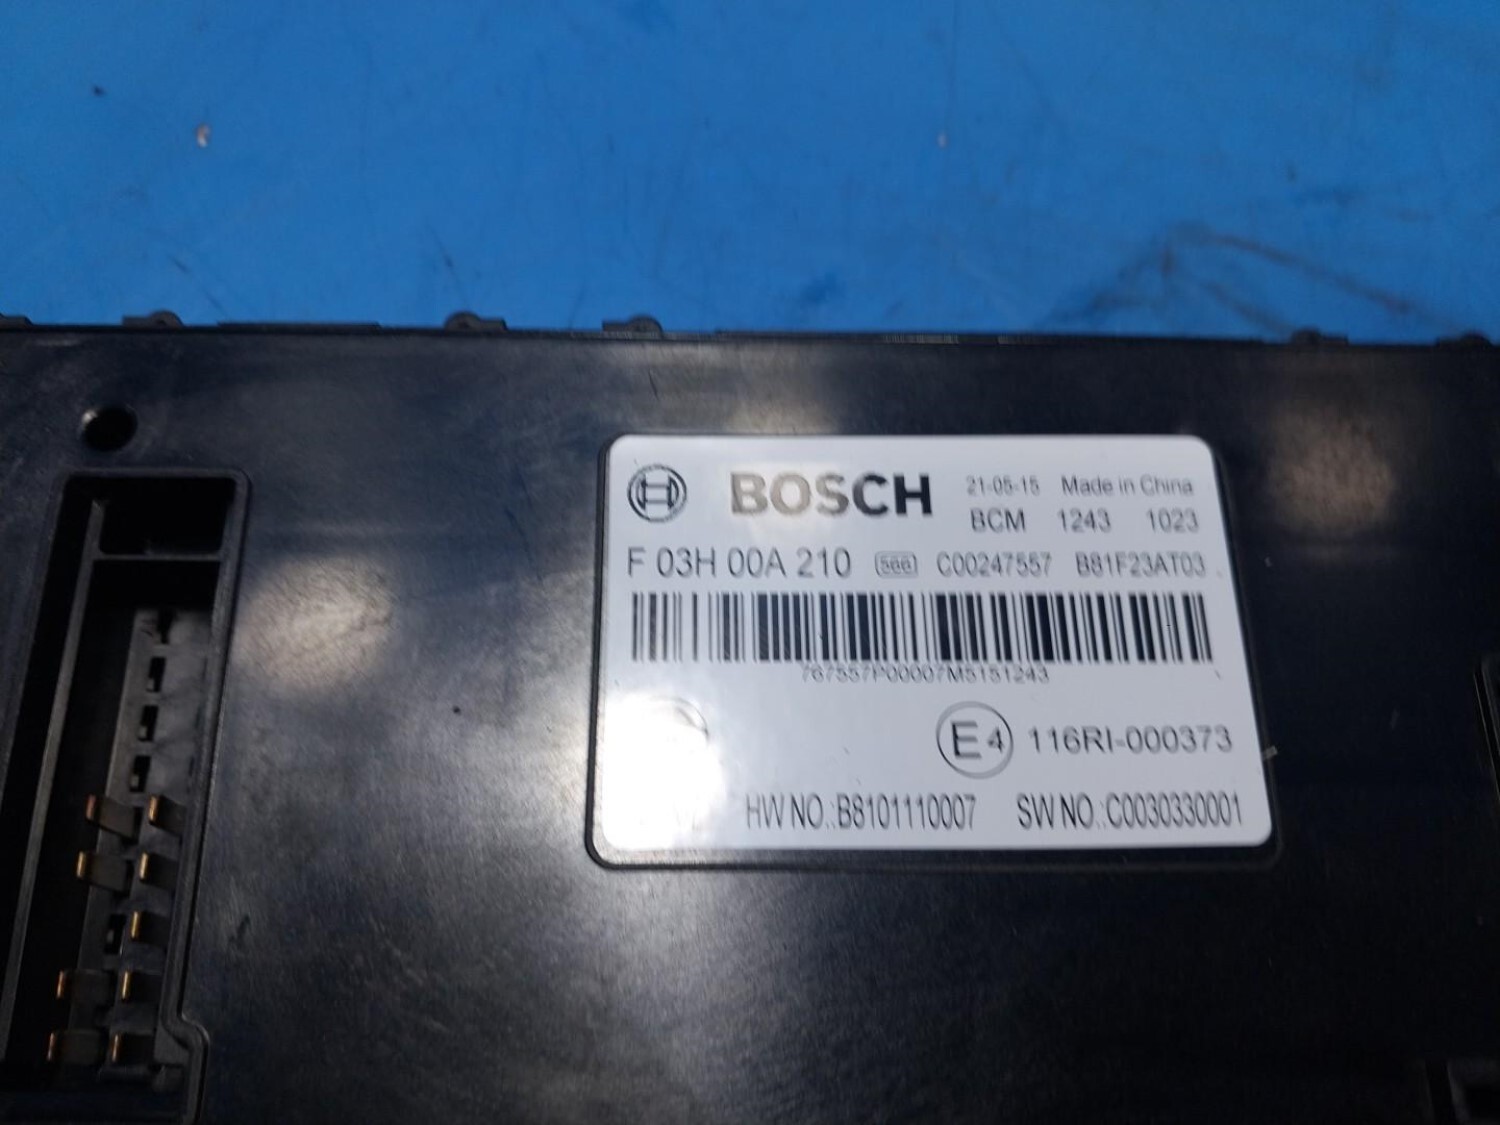 BOSCH 21-05-15 Made in China
BCM 1243 1023
F 03H 00A 210 566 C00247557 B81F23AT03
767557P00007M5151243
E4 116RI-000373
HW NO.:B8101110007 SW NO.:C0030330001